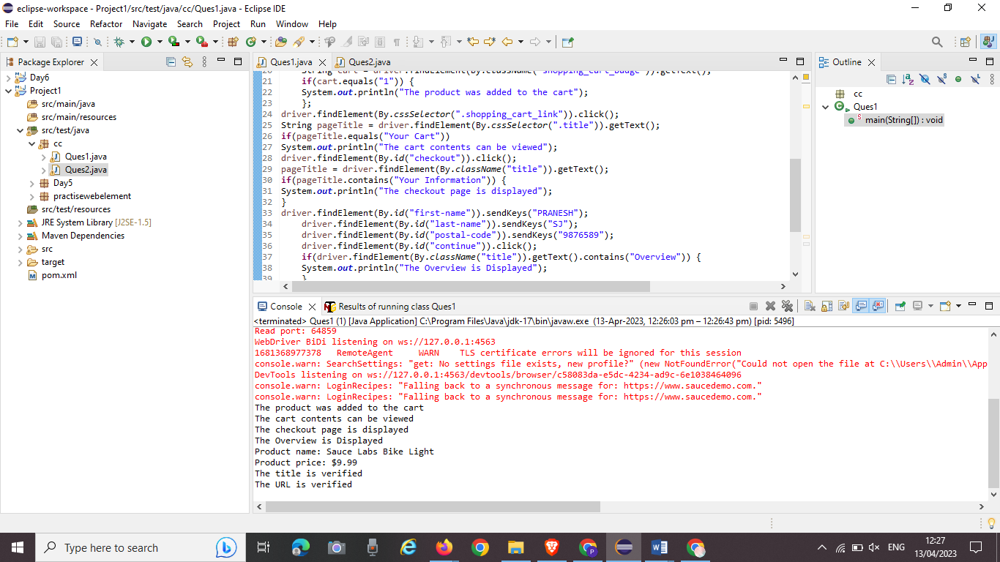 eclipse-workspace - Project1/src/test/java/cc/Ques1.java - Eclipse IDE
File Edit Source Refactor Navigate Search Project Run Window Help
Package Explorer
Day6
Project1
src/main/java
src/main/resources
src/test/java
cc
Ques1.java
Ques2.java
Day5
practisewebelement
src/test/resources
JRE System Library [J2SE-1.5]
Maven Dependencies
src
target
pom.xml
Ques1.java Ques2.java
20 String cart = driver.findElement(By.className("shopping_cart_badge")).getText();
21 if(cart.equals("1")) {
22 System.out.println("The product was added to the cart");
23 };
24 driver.findElement(By.cssSelector(".shopping_cart_link")).click();
25 String pageTitle = driver.findElement(By.cssSelector(".title")).getText();
26 if(pageTitle.equals("Your Cart"))
27 System.out.println("The cart contents can be viewed");
28 driver.findElement(By.id("checkout")).click();
29 pageTitle = driver.findElement(By.className("title")).getText();
30 if(pageTitle.contains("Your Information")) {
31 System.out.println("The checkout page is displayed");
32 }
33 driver.findElement(By.id("first-name")).sendKeys("PRANESH");
34 driver.findElement(By.id("last-name")).sendKeys("SJ");
35 driver.findElement(By.id("postal-code")).sendKeys("9876589");
36 driver.findElement(By.id("continue")).click();
37 if(driver.findElement(By.className("title")).getText().contains("Overview")) {
38 System.out.println("The Overview is Displayed");
39 }
Outline
cc
Ques1
main(String[]) : void
Console Results of running class Ques1
<terminated> Ques1 (1) [Java Application] C:\Program Files\Java\jdk-17\bin\javaw.exe (13-Apr-2023, 12:26:03 pm – 12:26:43 pm) [pid: 5496]
Read port: 64859
WebDriver BiDi listening on ws://127.0.0.1:4563
1681368977378 RemoteAgent WARN TLS certificate errors will be ignored for this session
console.warn: SearchSettings: "get: No settings file exists, new profile?" (new NotFoundError("Could not open the file at C:\\Users\\Admin\\App
DevTools listening on ws://127.0.0.1:4563/devtools/browser/c58083da-e5dc-4234-ad9c-6e1038464096
console.warn: LoginRecipes: "Falling back to a synchronous message for: https://www.saucedemo.com."
console.warn: LoginRecipes: "Falling back to a synchronous message for: https://www.saucedemo.com."
The product was added to the cart
The cart contents can be viewed
The checkout page is displayed
The Overview is Displayed
Product name: Sauce Labs Bike Light
Product price: $9.99
The title is verified
The URL is verified
Type here to search
ENG
12:27
13/04/2023